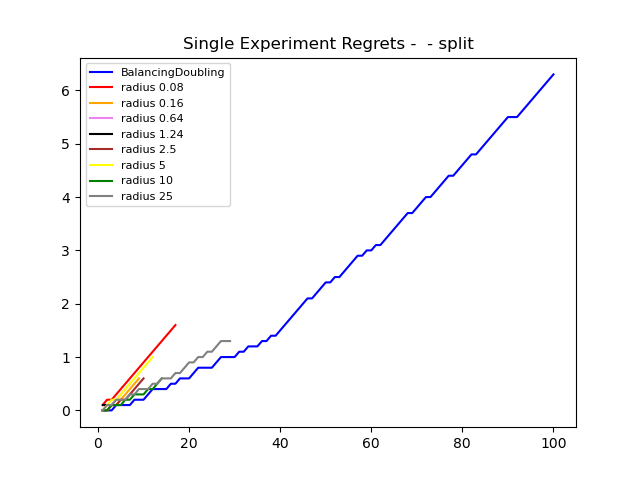 Single Experiment Regrets -  - split
BalancingDoubling
radius 0.08
radius 0.16
radius 0.64
radius 1.24
radius 2.5
radius 5
radius 10
radius 25
6
5
4
3
2
1
0
0 20 40 60 80 100